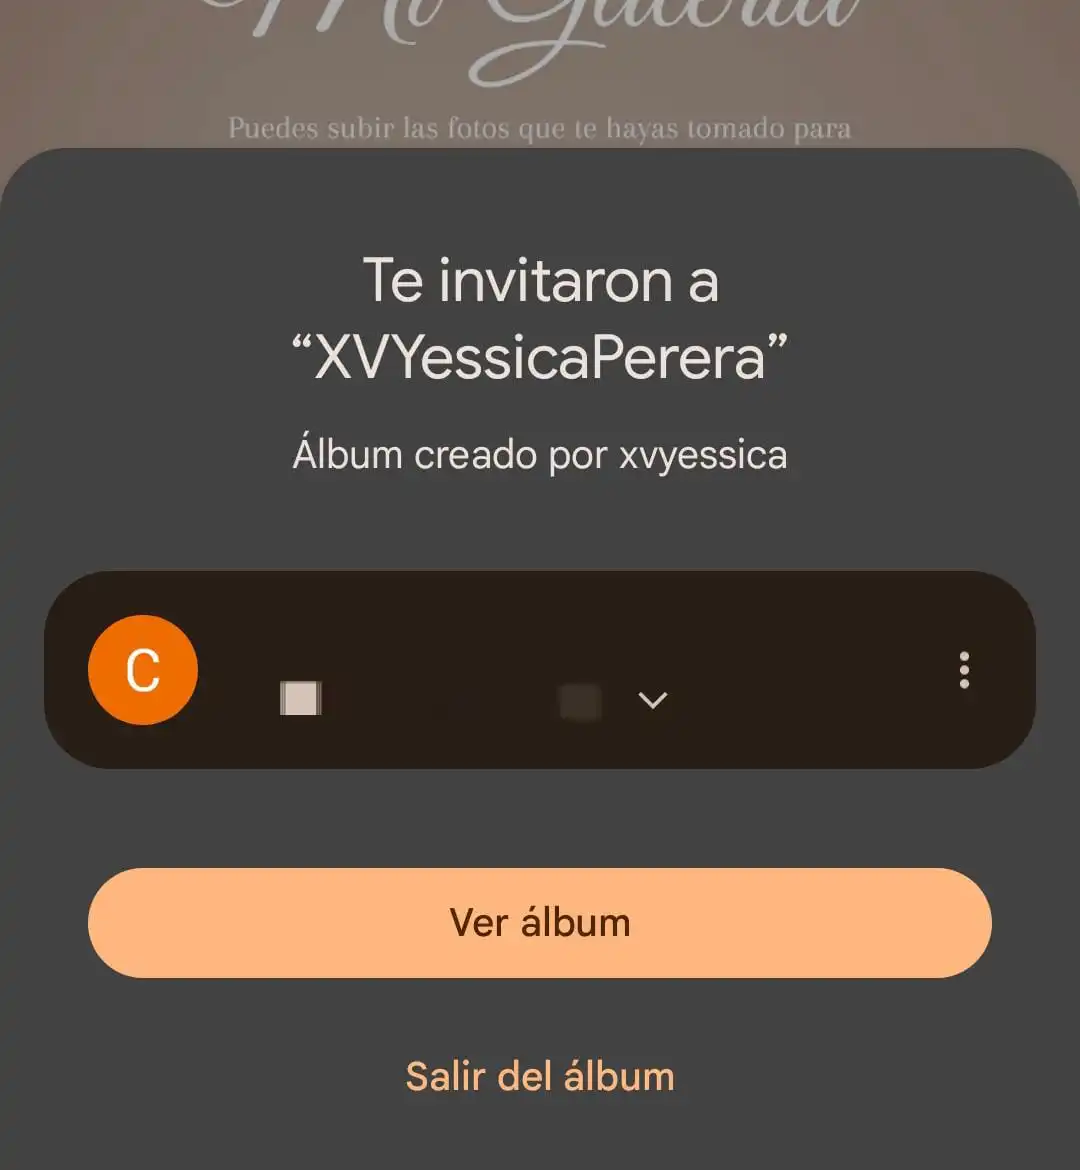 Mi Galería
Puedes subir las fotos que te hayas tomado para
Te invitaron a
“XVYessicaPerera”
Álbum creado por xvyessica
C
Ver álbum
Salir del álbum